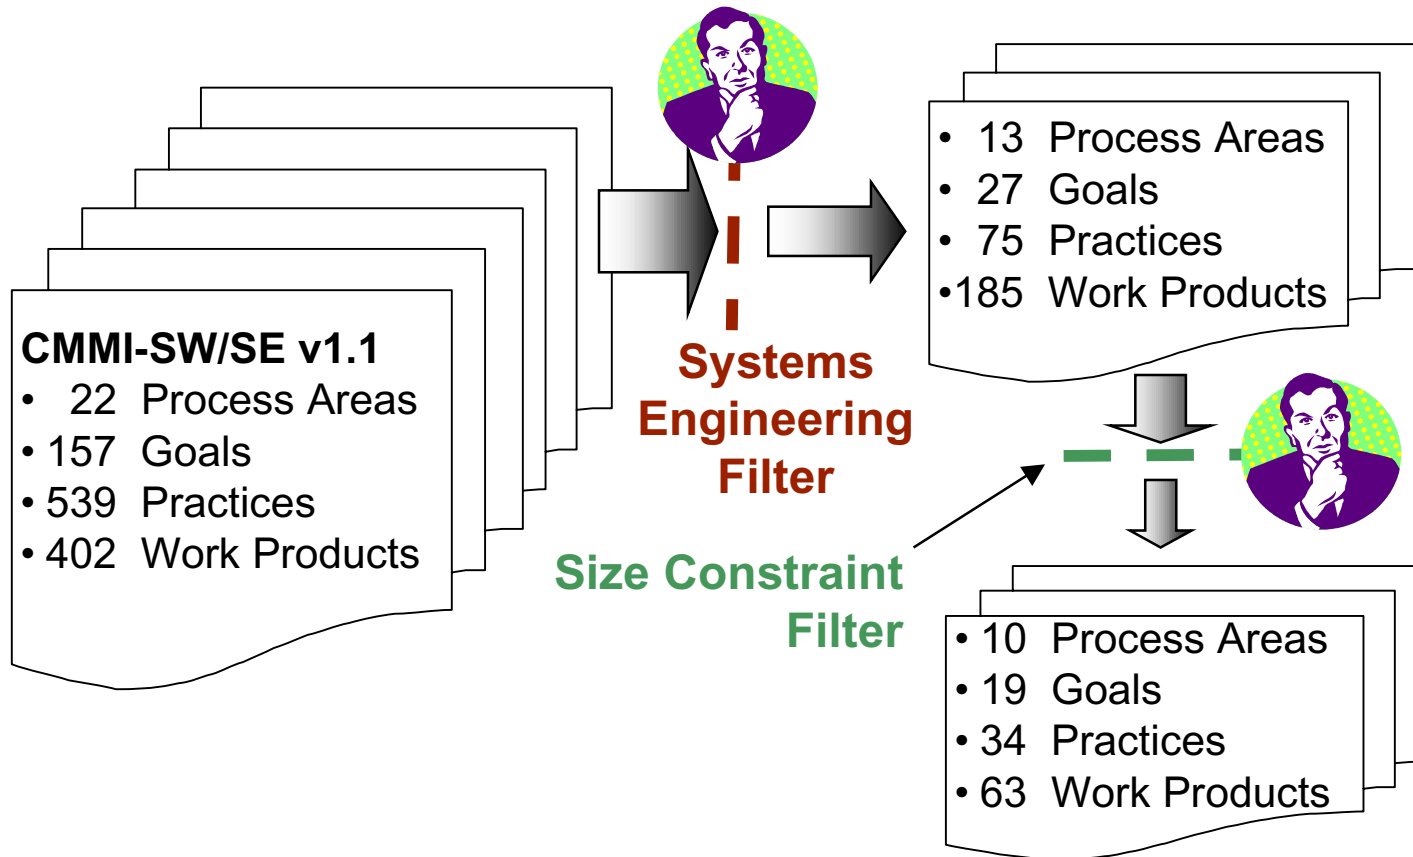 CMMI-SW/SE v1.1
• 22 Process Areas
• 157 Goals
• 539 Practices
• 402 Work Products
Systems
Engineering
Filter
• 13 Process Areas
• 27 Goals
• 75 Practices
•185 Work Products
Size Constraint
Filter
• 10 Process Areas
• 19 Goals
• 34 Practices
• 63 Work Products